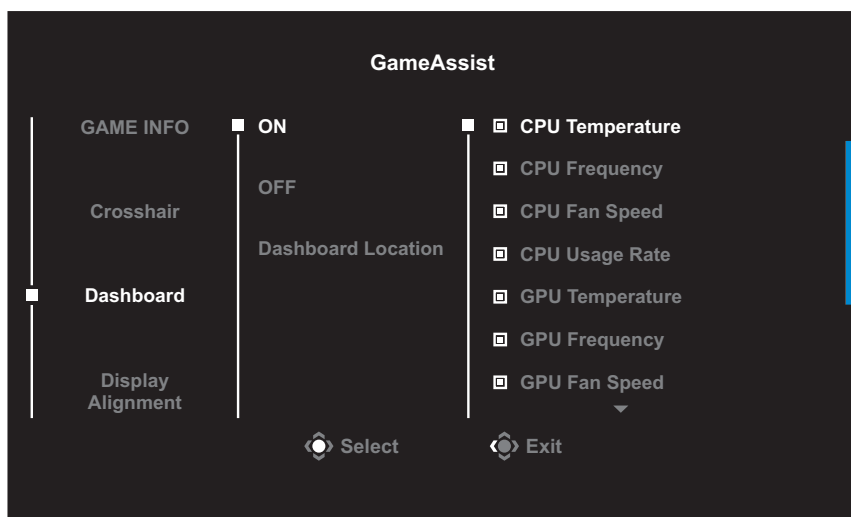 GameAssist
GAME INFO
Crosshair
Dashboard
Display
Alignment
ON
OFF
Dashboard Location
CPU Temperature
CPU Frequency
CPU Fan Speed
CPU Usage Rate
GPU Temperature
GPU Frequency
GPU Fan Speed
Select
Exit